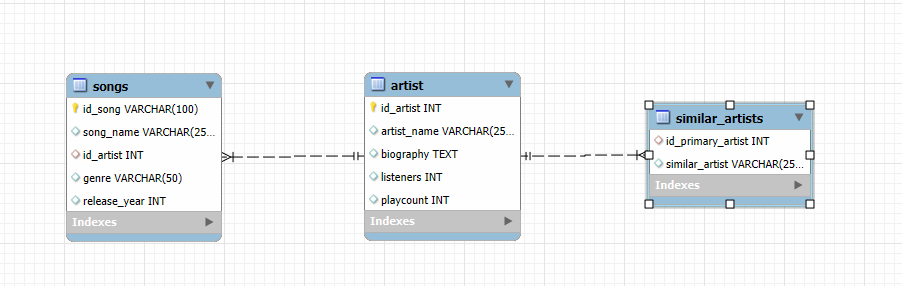 songs
id_song VARCHAR(100)
song_name VARCHAR(25...
id_artist INT
genre VARCHAR(50)
release_year INT
Indexes
artist
id_artist INT
artist_name VARCHAR(25...
biography TEXT
listeners INT
playcount INT
Indexes
similar_artists
id_primary_artist INT
similar_artist VARCHAR(25...
Indexes